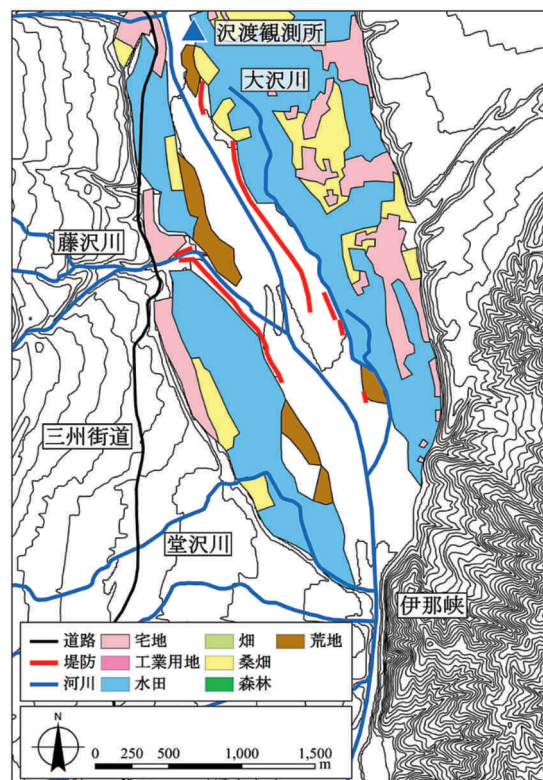 沢渡観測所
大沢川
藤沢川
三州街道
堂沢川
伊那峡
道路 宅地 畑 荒地
堤防 工業用地 桑畑
河川 水田 森林
N
0 250 500 1,000 1,500
m